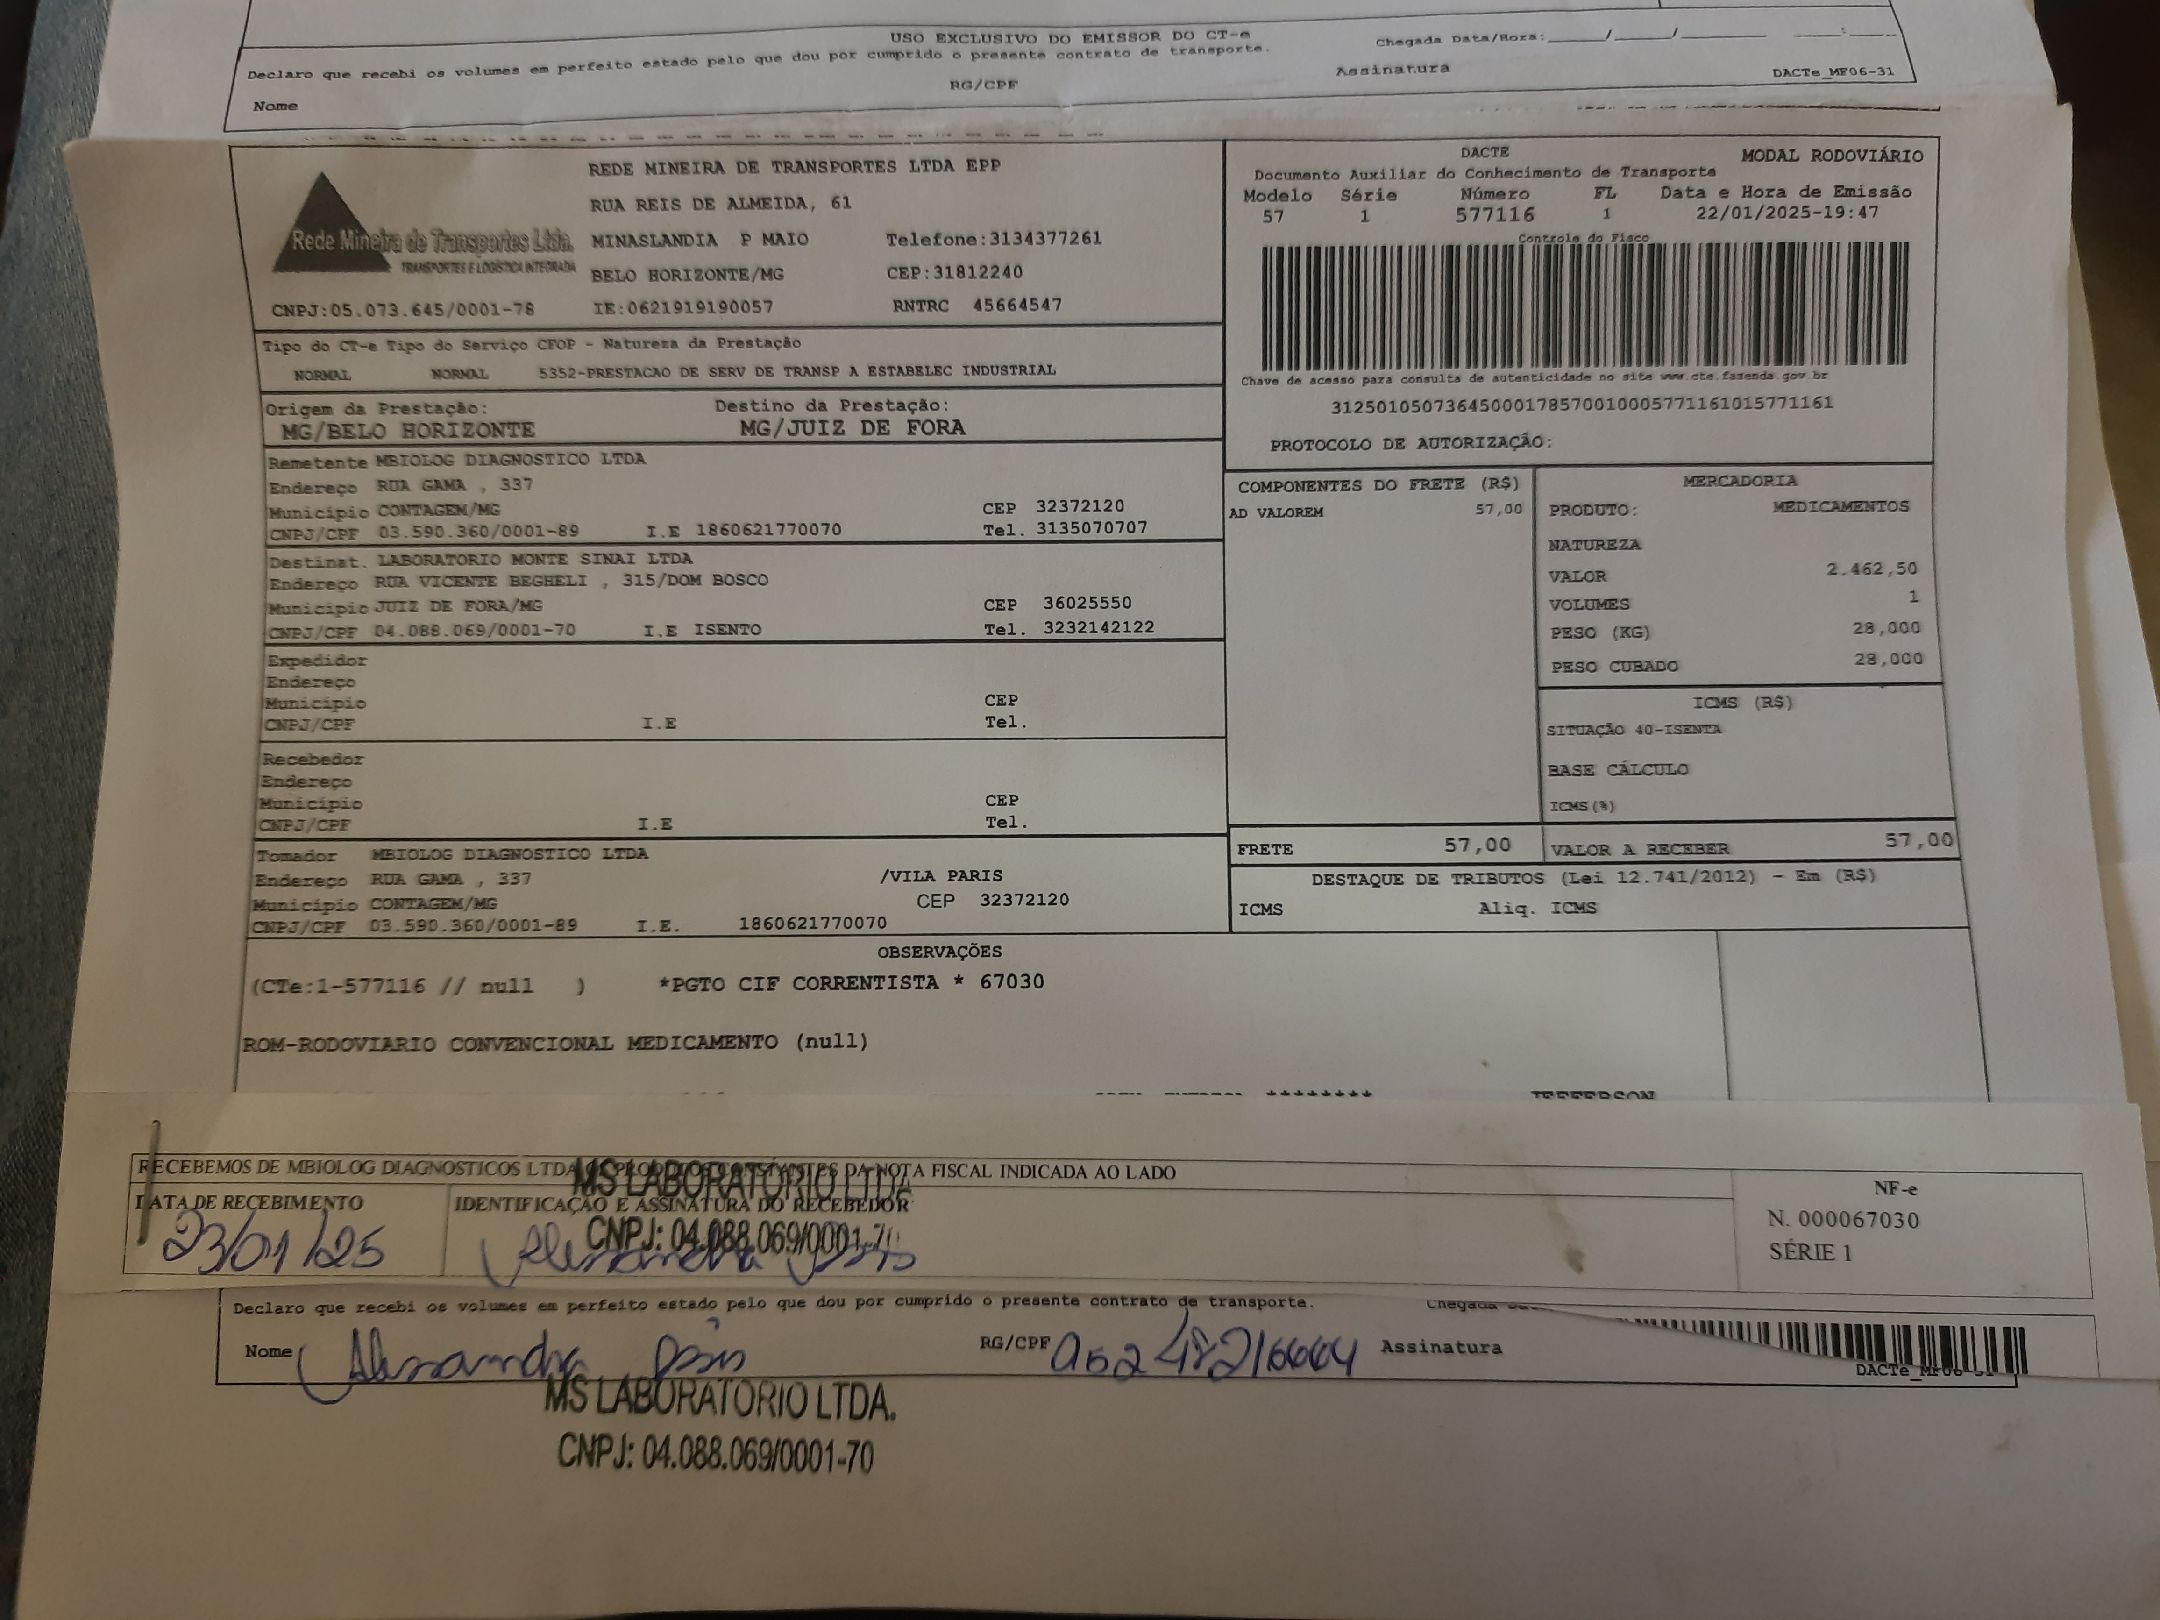 USO EXCLUSIVO DO EMISSOR DO CT-e
Chegada Data/Hora:____/____/______ ____:____
Declaro que recebi os volumes em perfeito estado pelo que dou por cumprido o presente contrato de transporte.
Nome RG/CPF Assinatura DACTe_MF06-31
Rede Mineira de Transportes Ltda.
TRANSPORTES E LOGÍSTICA INTEGRADA
REDE MINEIRA DE TRANSPORTES LTDA EPP
RUA REIS DE ALMEIDA, 61
MINASLANDIA P MAIO Telefone:3134377261
BELO HORIZONTE/MG CEP:31812240
CNPJ:05.073.645/0001-78 IE:0621919190057 RNTRC 45664547
DACTE MODAL RODOVIÁRIO
Documento Auxiliar do Conhecimento de Transporte
Modelo Série Número FL Data e Hora de Emissão
57 1 577116 1 22/01/2025-19:47
Controle do Fisco
Chave de acesso para consulta de autenticidade no site www.cte.fazenda.gov.br
31250105073645000178570010005771161015771161
PROTOCOLO DE AUTORIZAÇÃO:
Tipo do CT-e Tipo do Serviço CFOP - Natureza da Prestação
NORMAL NORMAL 5352-PRESTACAO DE SERV DE TRANSP A ESTABELEC INDUSTRIAL
Origem da Prestação: Destino da Prestação:
MG/BELO HORIZONTE MG/JUIZ DE FORA
Remetente MBIOLOG DIAGNOSTICO LTDA
Endereço RUA GAMA , 337
Município CONTAGEM/MG CEP 32372120
CNPJ/CPF 03.590.360/0001-89 I.E 1860621770070 Tel. 3135070707
Destinat. LABORATORIO MONTE SINAI LTDA
Endereço RUA VICENTE BEGHELI , 315/DOM BOSCO
Município JUIZ DE FORA/MG CEP 36025550
CNPJ/CPF 04.088.069/0001-70 I.E ISENTO Tel. 3232142122
Expedidor
Endereço
Município CEP
CNPJ/CPF I.E Tel.
Recebedor
Endereço
Município CEP
CNPJ/CPF I.E Tel.
Tomador MBIOLOG DIAGNOSTICO LTDA
Endereço RUA GAMA , 337 /VILA PARIS
Município CONTAGEM/MG CEP 32372120
CNPJ/CPF 03.590.360/0001-89 I.E. 1860621770070
COMPONENTES DO FRETE (R$)
AD VALOREM 57,00
MERCADORIA
PRODUTO: MEDICAMENTOS
NATUREZA
VALOR 2.462,50
VOLUMES 1
PESO (KG) 28,000
PESO CUBADO 28,000
ICMS (R$)
SITUAÇÃO 40-ISENTA
BASE CÁLCULO
ICMS(%)
FRETE 57,00 VALOR A RECEBER 57,00
DESTAQUE DE TRIBUTOS (Lei 12.741/2012) - Em (R$)
ICMS Aliq. ICMS
OBSERVAÇÕES
(CTe:1-577116 // null ) *PGTO CIF CORRENTISTA * 67030
ROM-RODOVIARIO CONVENCIONAL MEDICAMENTO (null)
JEFFERSON
RECEBEMOS DE MBIOLOG DIAGNOSTICOS LTDA OS PRODUTOS CONSTANTES DA NOTA FISCAL INDICADA AO LADO
DATA DE RECEBIMENTO IDENTIFICAÇÃO E ASSINATURA DO RECEBEDOR
23/01/25 Alessandra
MS LABORATORIO LTDA
CNPJ: 04.088.069/0001-70
NF-e
N. 000067030
SÉRIE 1
Declaro que recebi os volumes em perfeito estado pelo que dou por cumprido o presente contrato de transporte.
Chegada
Nome Alessandra RG/CPF Assinatura
DACTe_MF06-31
MS LABORATORIO LTDA.
CNPJ: 04.088.069/0001-70